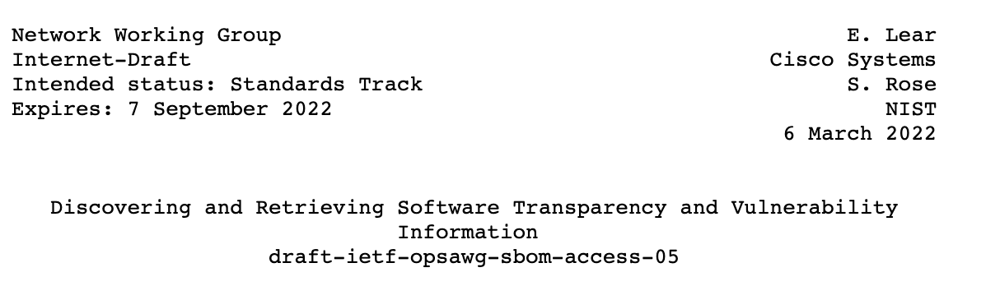 Network Working Group E. Lear
Internet-Draft Cisco Systems
Intended status: Standards Track S. Rose
Expires: 7 September 2022 NIST
6 March 2022
Discovering and Retrieving Software Transparency and Vulnerability
Information
draft-ietf-opsawg-sbom-access-05